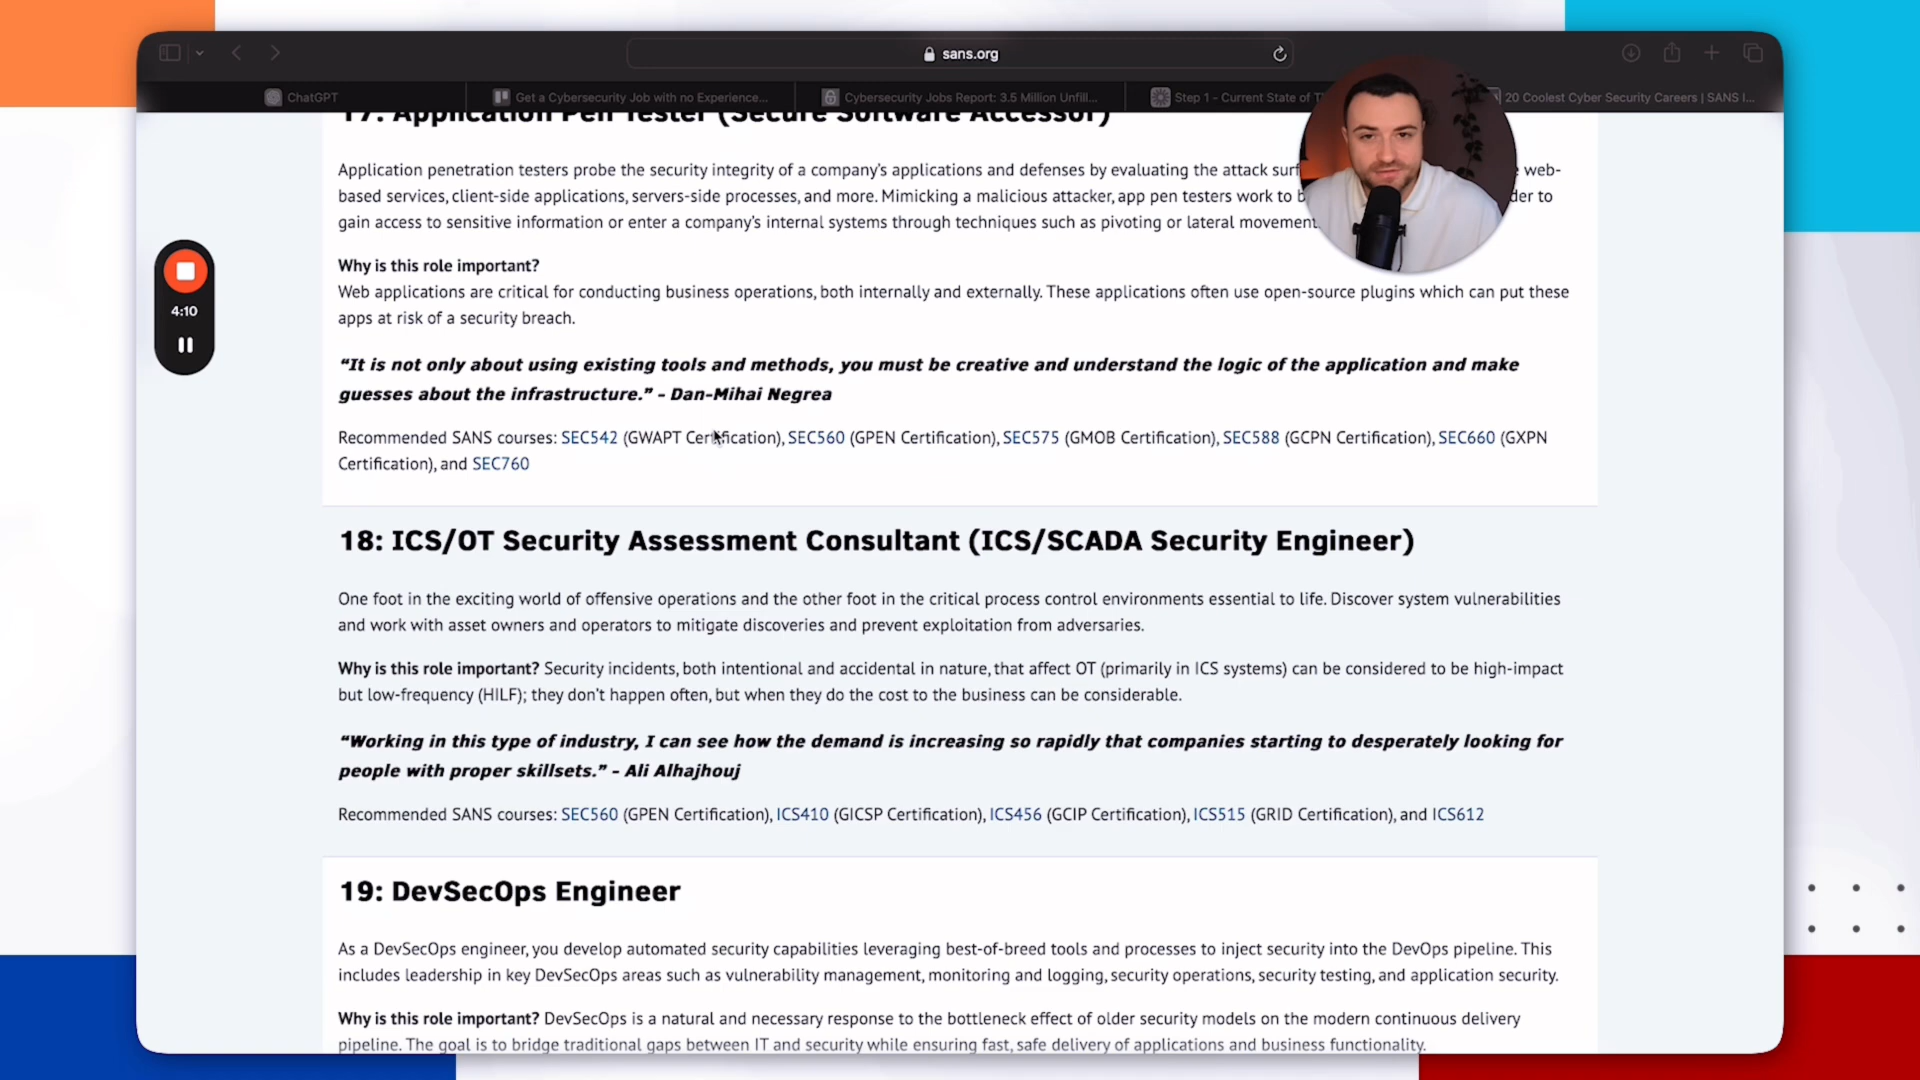 sans.org
ChatGPT
Get a Cybersecurity Job with no Experience...
Cybersecurity Jobs Report: 3.5 Million Unfill...
Step 1 - Current State of
20 Coolest Cyber Security Careers | SANS I...
17: Application Pen Tester (Secure Software Accessor)
Application penetration testers probe the security integrity of a company's applications and defenses by evaluating the attack web-
based services, client-side applications, servers-side processes, and more. Mimicking a malicious attacker, app pen testers work to
gain access to sensitive information or enter a company's internal systems through techniques such as pivoting or lateral movement
4:10
Why is this role important?
Web applications are critical for conducting business operations, both internally and externally. These applications often use open-source plugins which can put these
apps at risk of a security breach.
“It is not only about using existing tools and methods, you must be creative and understand the logic of the application and make
guesses about the infrastructure.” - Dan-Mihai Negrea
Recommended SANS courses: SEC542 (GWAPT Certification), SEC560 (GPEN Certification), SEC575 (GMOB Certification), SEC588 (GCPN Certification), SEC660 (GXPN
Certification), and SEC760
18: ICS/OT Security Assessment Consultant (ICS/SCADA Security Engineer)
One foot in the exciting world of offensive operations and the other foot in the critical process control environments essential to life. Discover system vulnerabilities
and work with asset owners and operators to mitigate discoveries and prevent exploitation from adversaries.
Why is this role important? Security incidents, both intentional and accidental in nature, that affect OT (primarily in ICS systems) can be considered to be high-impact
but low-frequency (HILF); they don't happen often, but when they do the cost to the business can be considerable.
“Working in this type of industry, I can see how the demand is increasing so rapidly that companies starting to desperately looking for
people with proper skillsets.” - Ali Alhajhouj
Recommended SANS courses: SEC560 (GPEN Certification), ICS410 (GICSP Certification), ICS456 (GCIP Certification), ICS515 (GRID Certification), and ICS612
19: DevSecOps Engineer
As a DevSecOps engineer, you develop automated security capabilities leveraging best-of-breed tools and processes to inject security into the DevOps pipeline. This
includes leadership in key DevSecOps areas such as vulnerability management, monitoring and logging, security operations, security testing, and application security.
Why is this role important? DevSecOps is a natural and necessary response to the bottleneck effect of older security models on the modern continuous delivery
pipeline. The goal is to bridge traditional gaps between IT and security while ensuring fast, safe delivery of applications and business functionality.